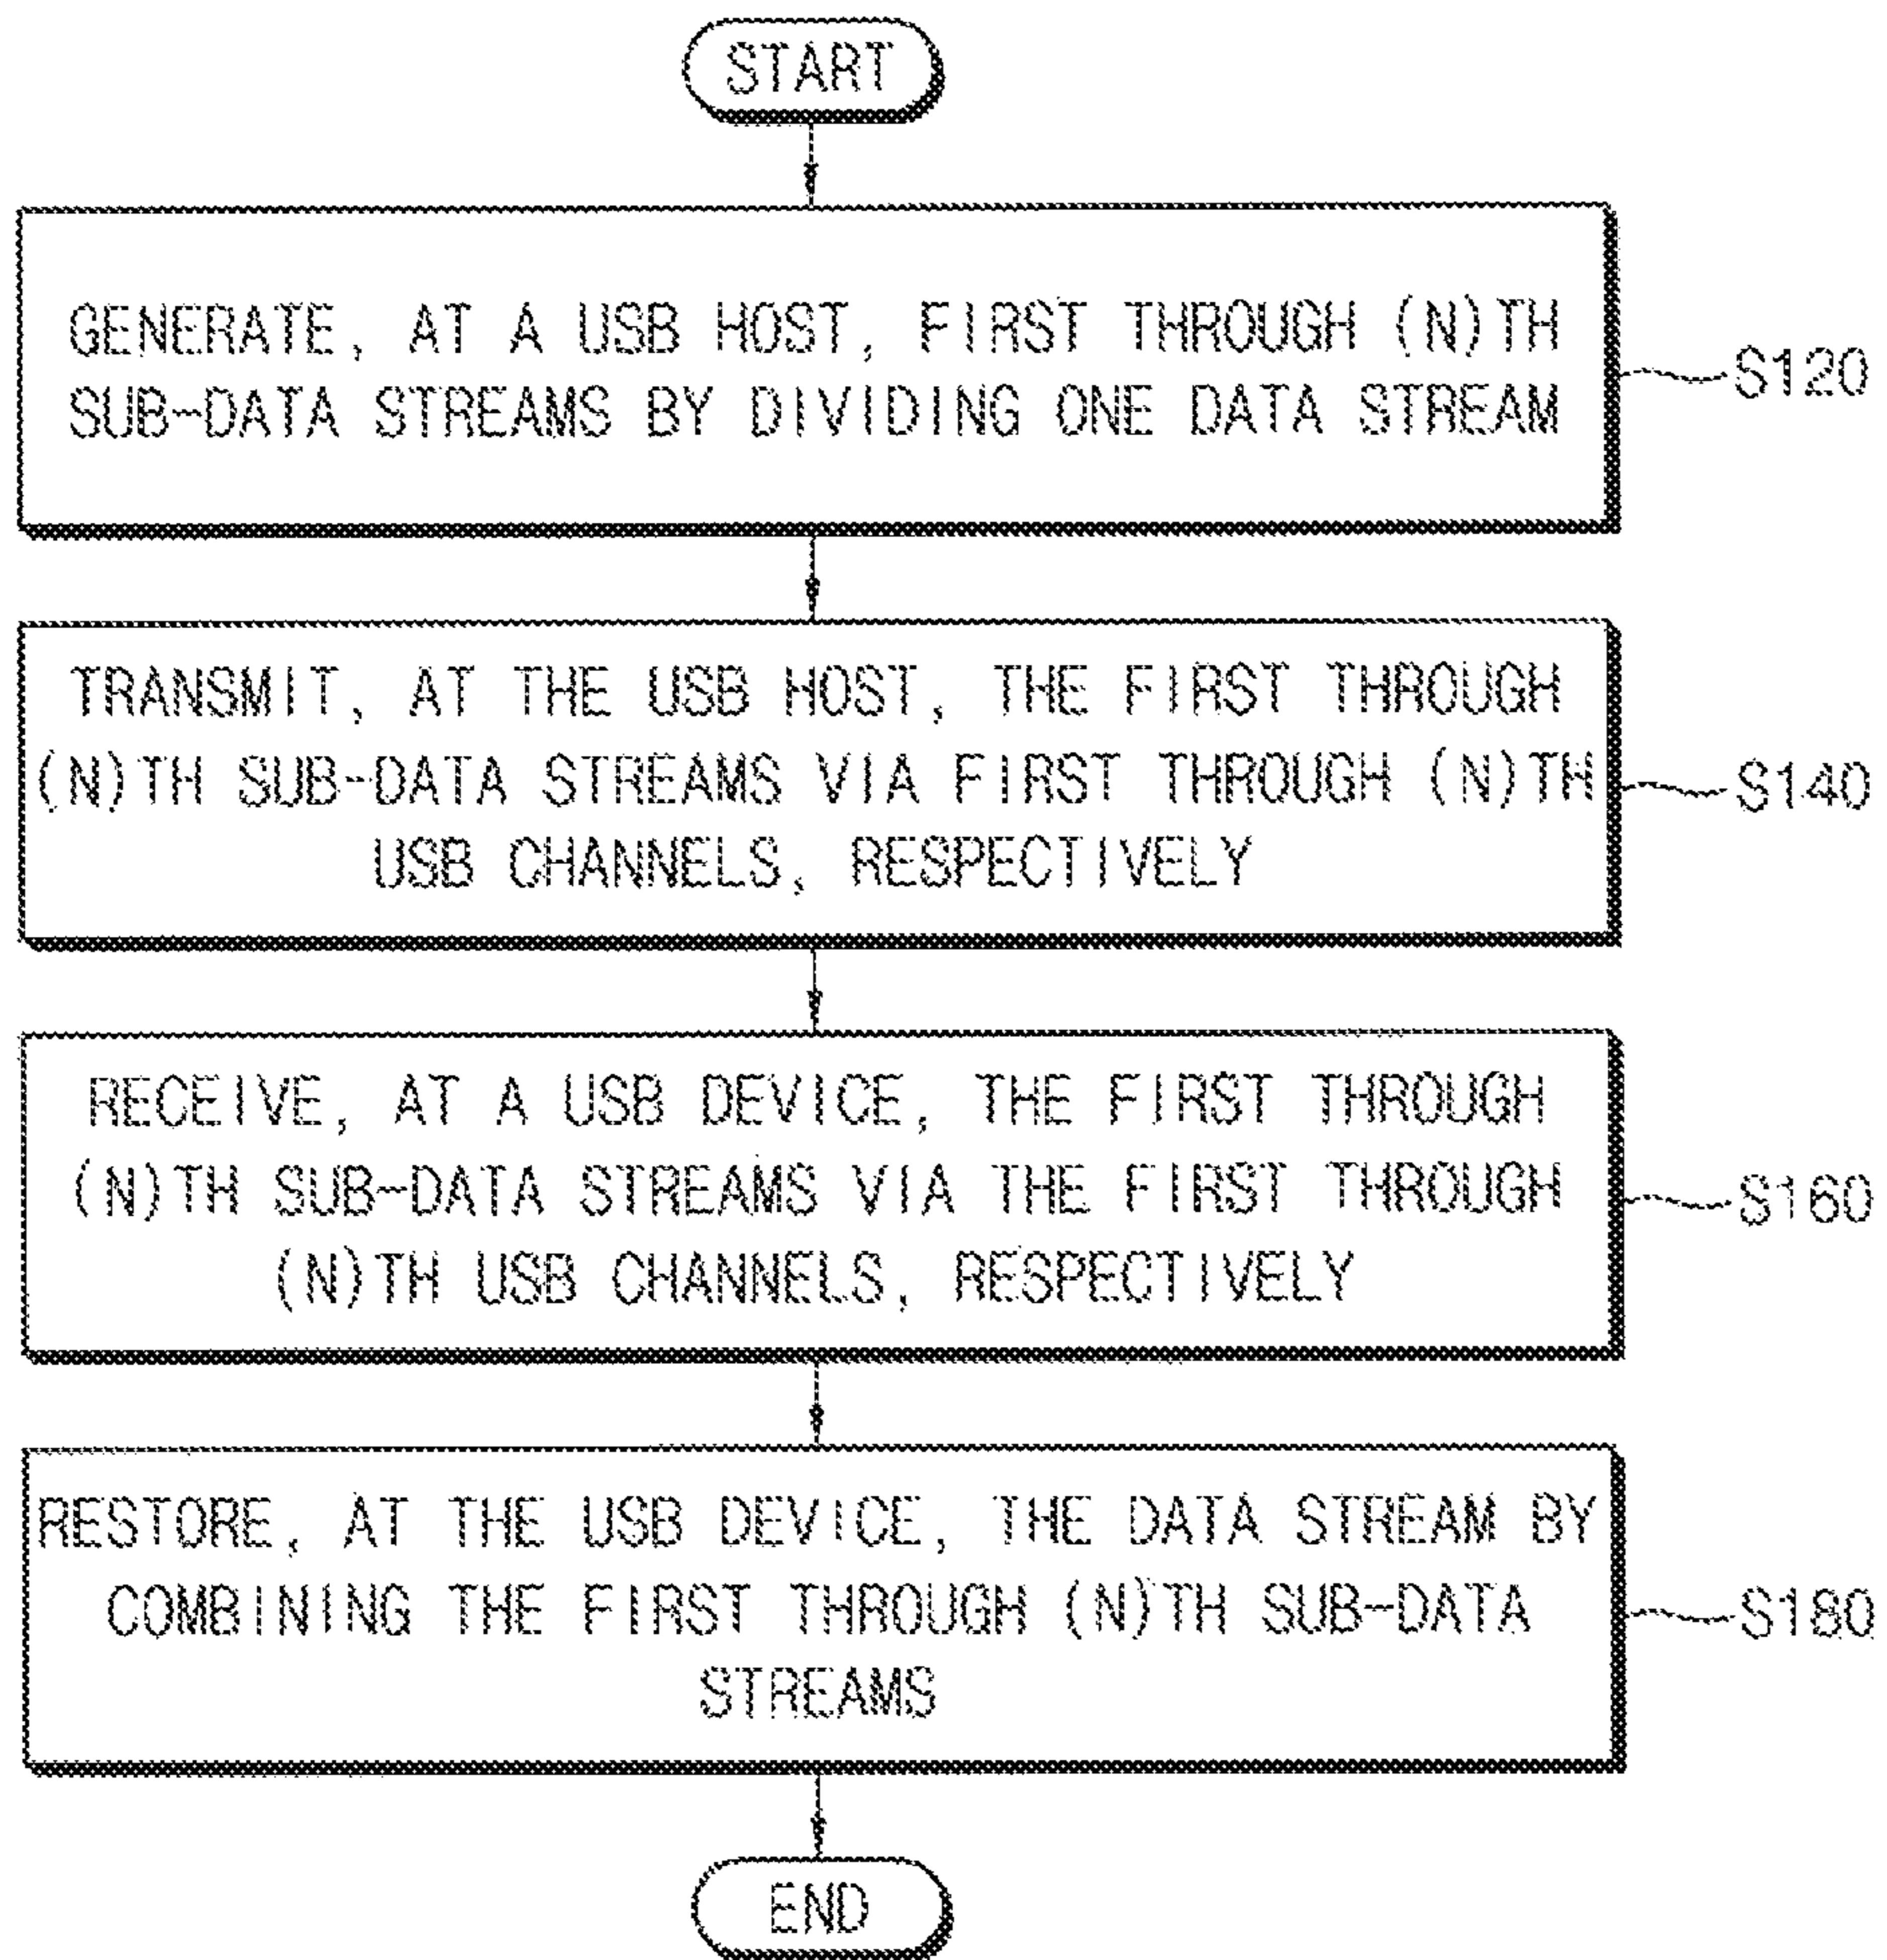 START
GENERATE, AT A USB HOST, FIRST THROUGH (N)TH
SUB-DATA STREAMS BY DIVIDING ONE DATA STREAM
S120
TRANSMIT, AT THE USB HOST, THE FIRST THROUGH
(N)TH SUB-DATA STREAMS VIA FIRST THROUGH (N)TH
USB CHANNELS, RESPECTIVELY
S140
RECEIVE, AT A USB DEVICE, THE FIRST THROUGH
(N)TH SUB-DATA STREAMS VIA THE FIRST THROUGH
(N)TH USB CHANNELS, RESPECTIVELY
S160
RESTORE, AT THE USB DEVICE, THE DATA STREAM BY
COMBINING THE FIRST THROUGH (N)TH SUB-DATA
STREAMS
S180
END